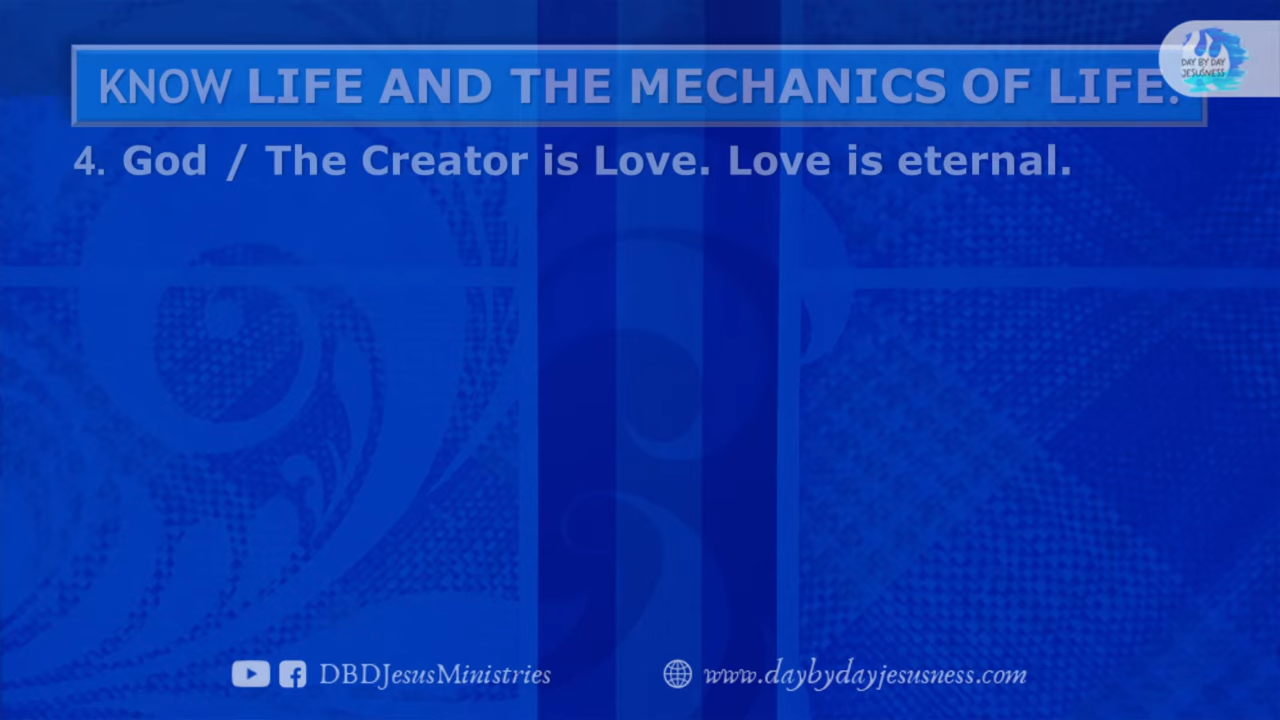 KNOW LIFE AND THE MECHANICS OF LIFE.
DAY BY DAY
JESUSNESS
4. God / The Creator is Love. Love is eternal.
DBDJesusMinistries
www.daybydayjesusness.com